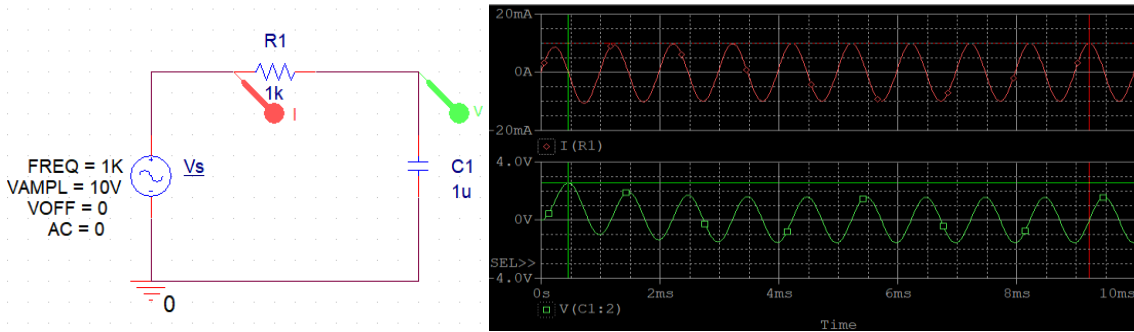 R1
1k
I
V
FREQ = 1K
VAMPL = 10V
VOFF = 0
AC = 0
Vs
C1
1u
0
20mA
0A
20mA
I(R1)
4.0V
0V
SEL>>
-4.0V
0s
2ms
4ms
6ms
8ms
10ms
V(C1:2)
Time